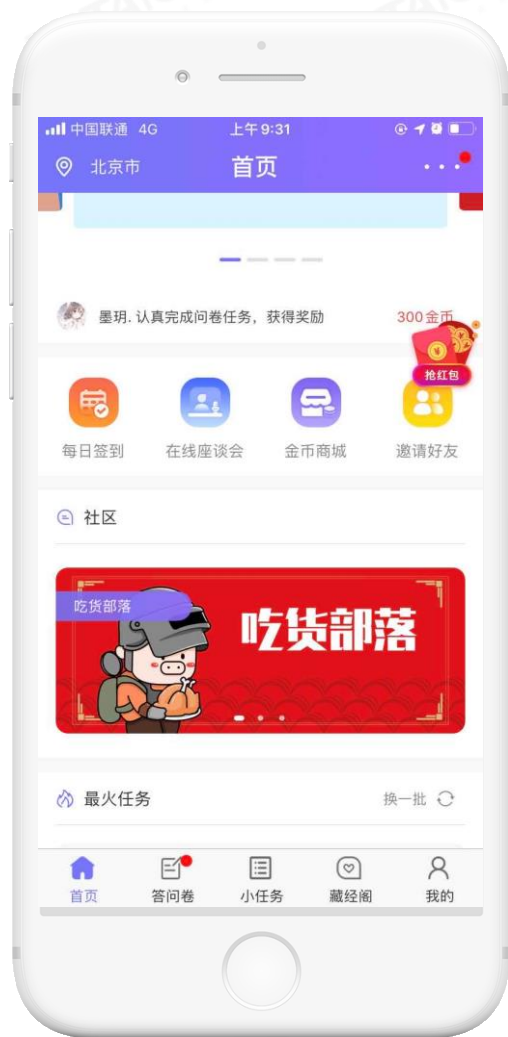 中国联通 4G 上午9:31
北京市 首页
墨玥. 认真完成问卷任务，获得奖励 300金币
抢红包
每日签到 在线座谈会 金币商城 邀请好友
社区
吃货部落
吃货部落
最火任务 换一批
首页 答问卷 小任务 藏经阁 我的